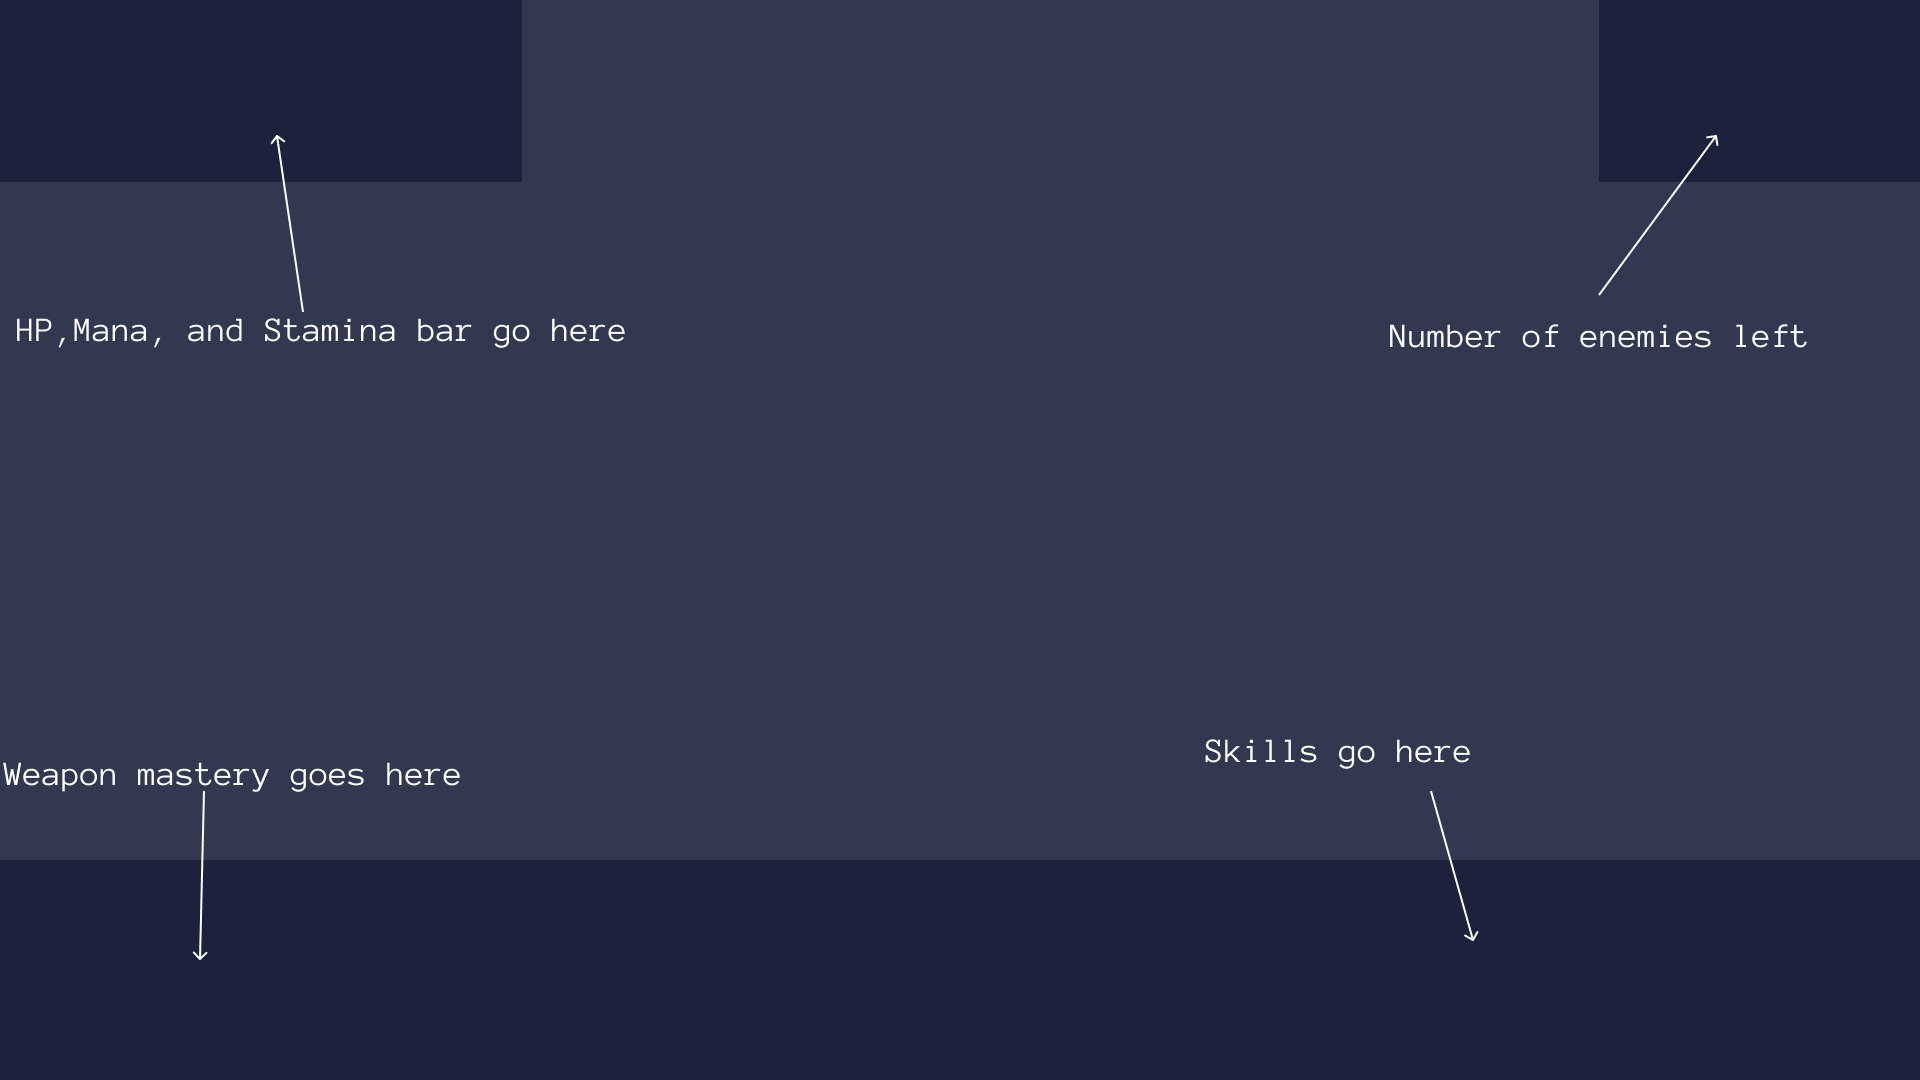 HP,Mana, and Stamina bar go here
Number of enemies left
Skills go here
Weapon mastery goes here